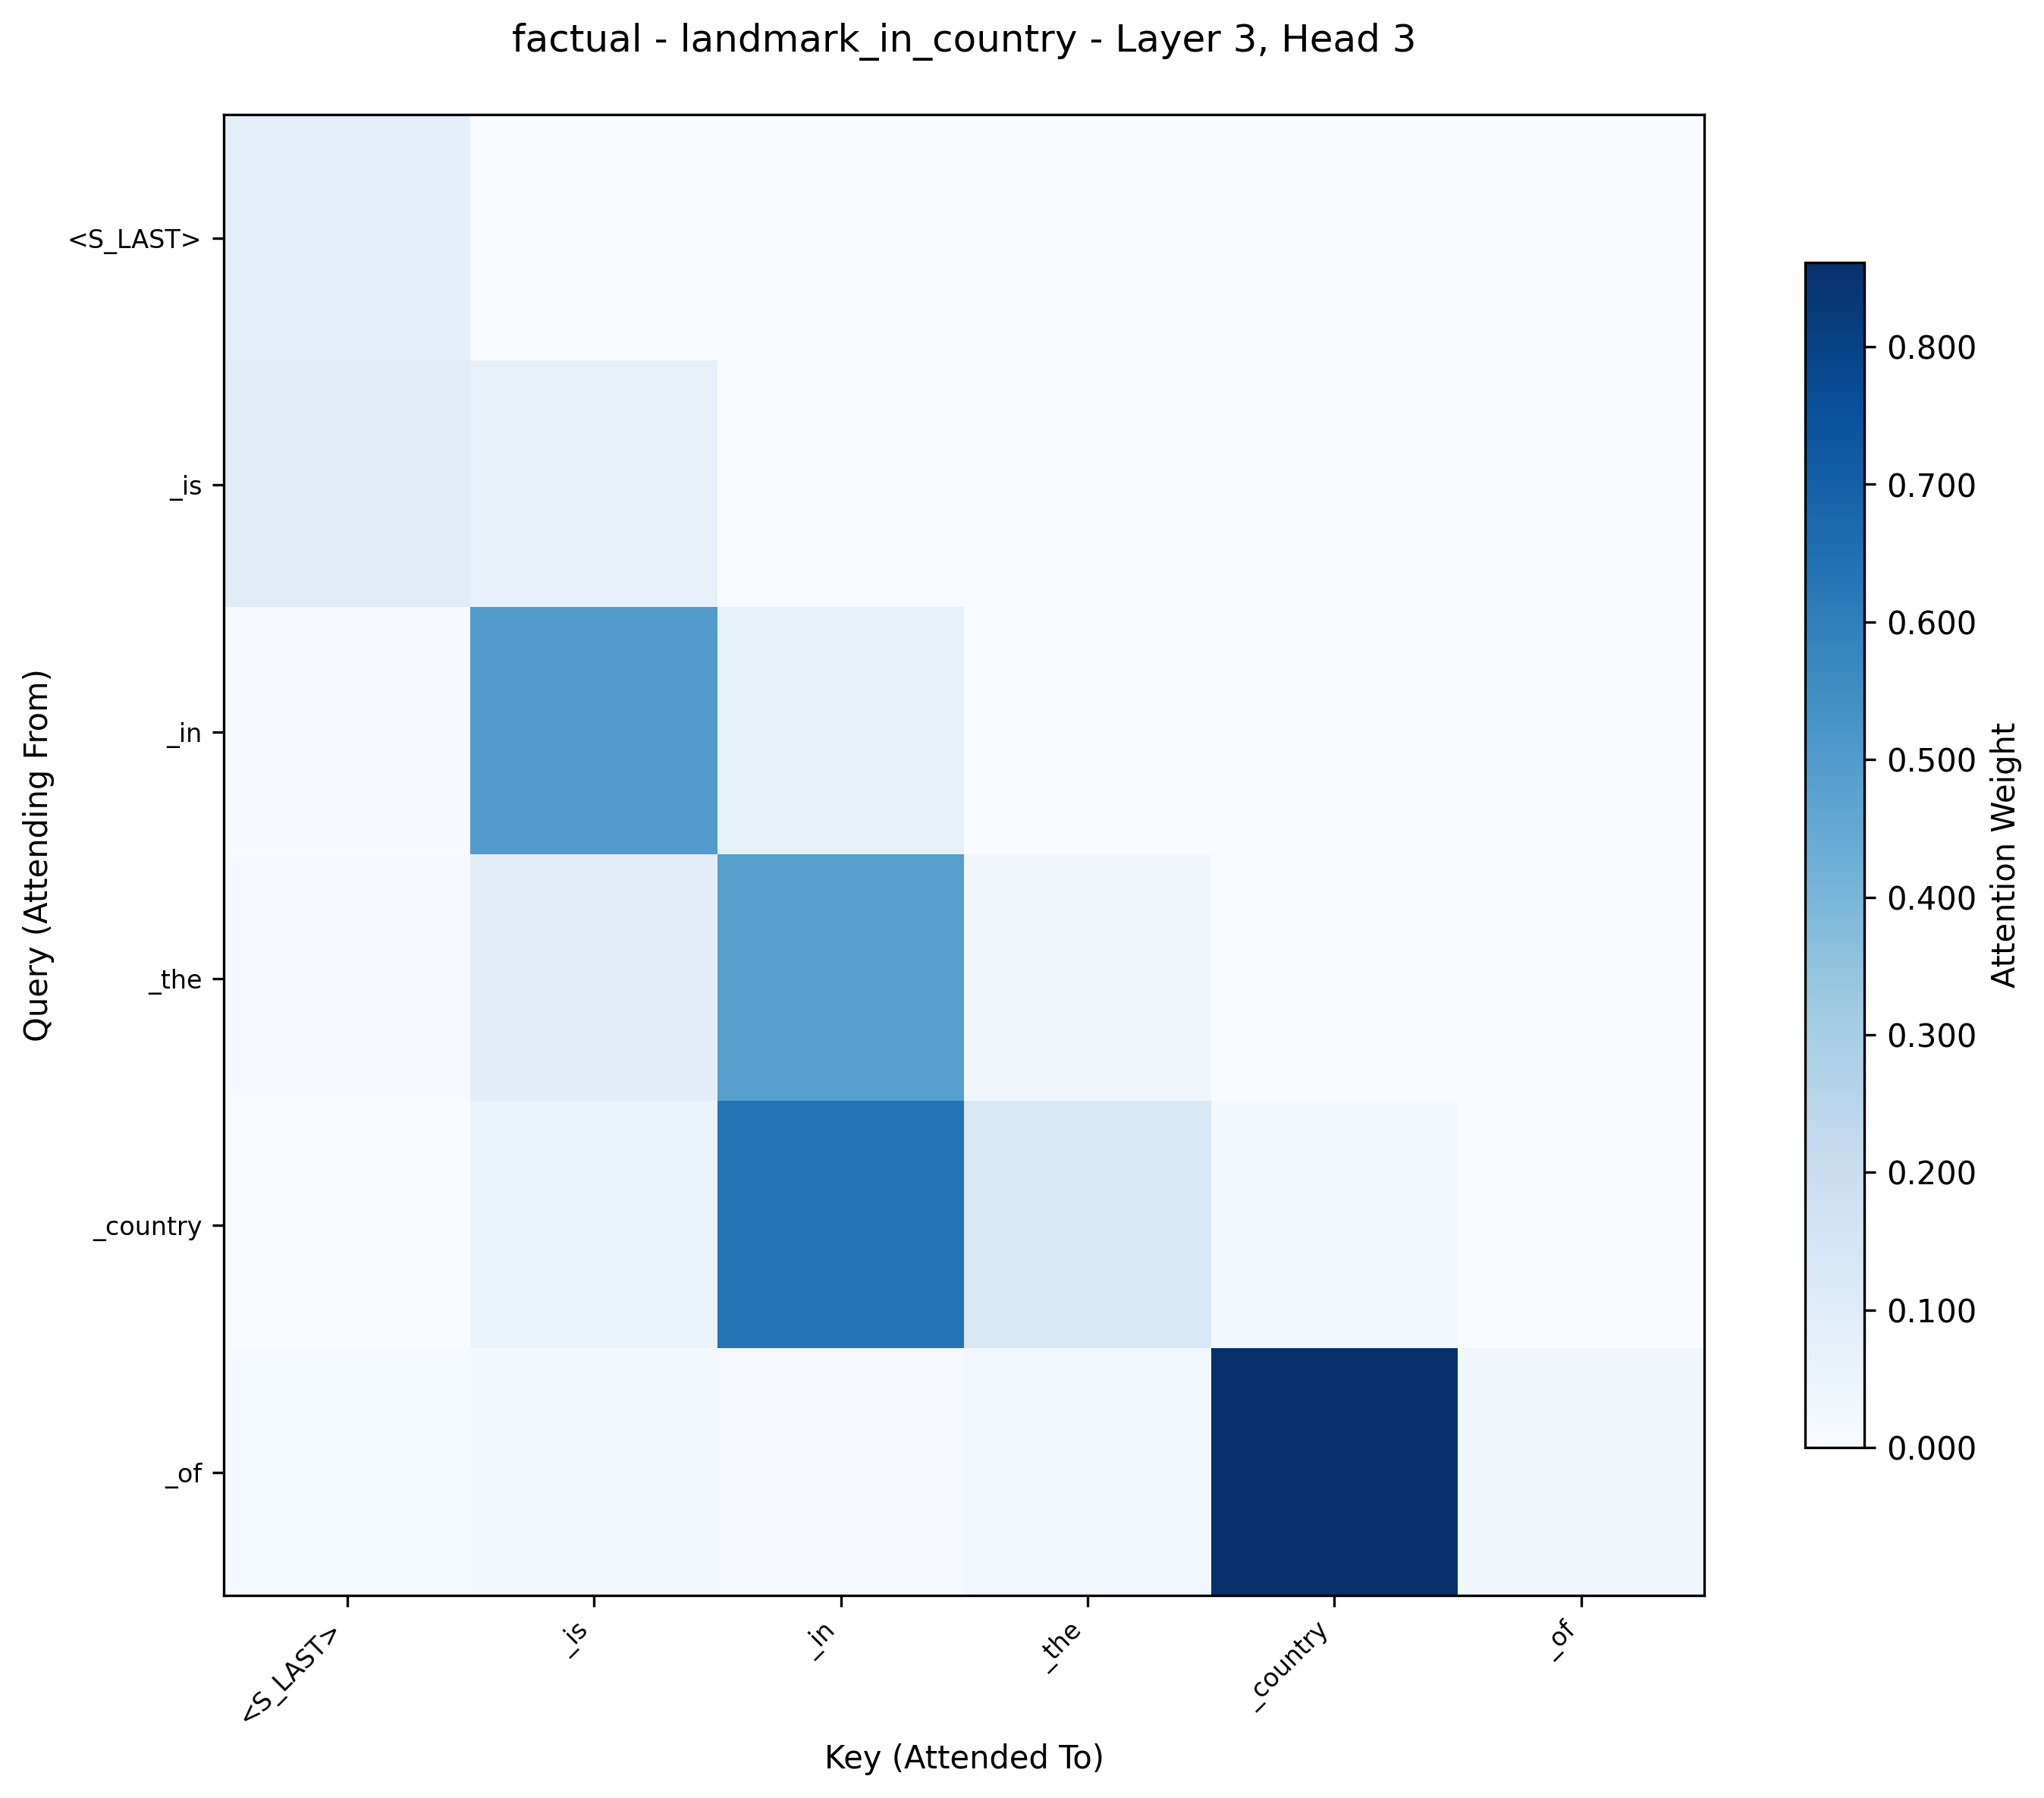 factual - landmark_in_country - Layer 3, Head 3
Query (Attending From)
<S_LAST>
_is
_in
_the
_country
_of
<S_LAST>
_is
_in
_the
_country
_of
Key (Attended To)
0.800
0.700
0.600
0.500
0.400
0.300
0.200
0.100
0.000
Attention Weight